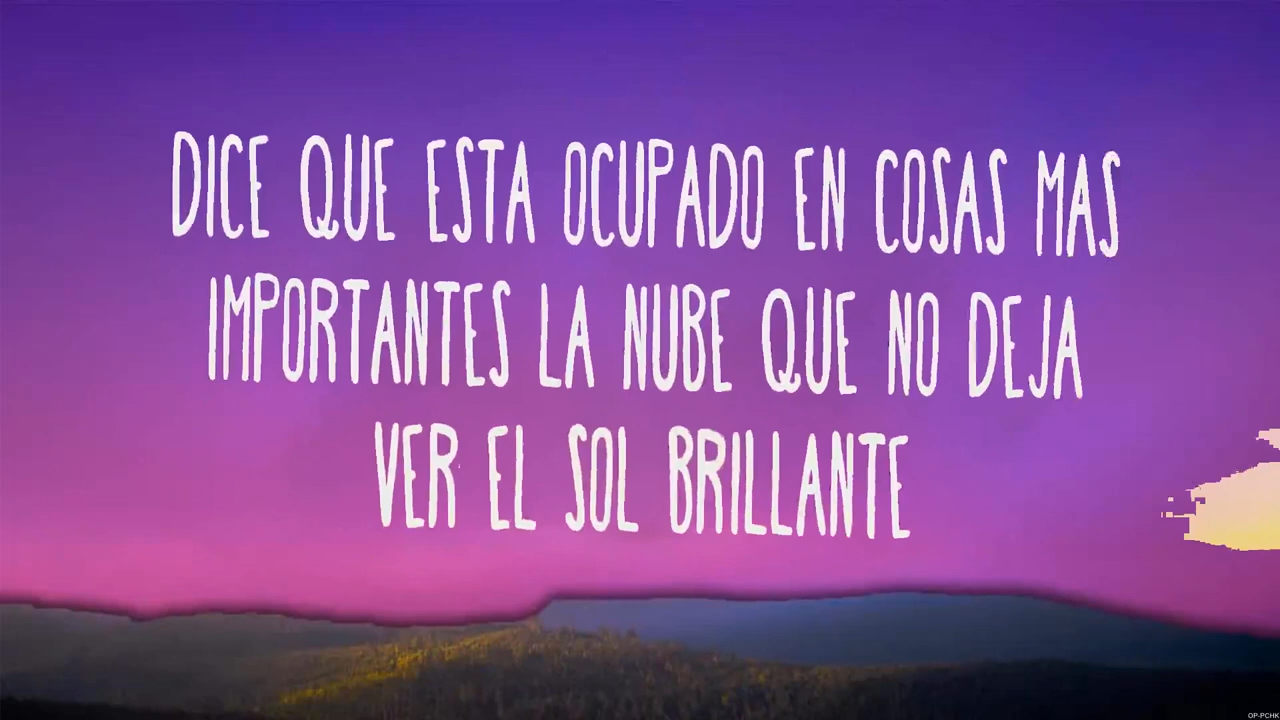 DICE QUE ESTA OCUPADO EN COSAS MAS
IMPORTANTES LA NUBE QUE NO DEJA
VER EL SOL BRILLANTE
OP-PCHK